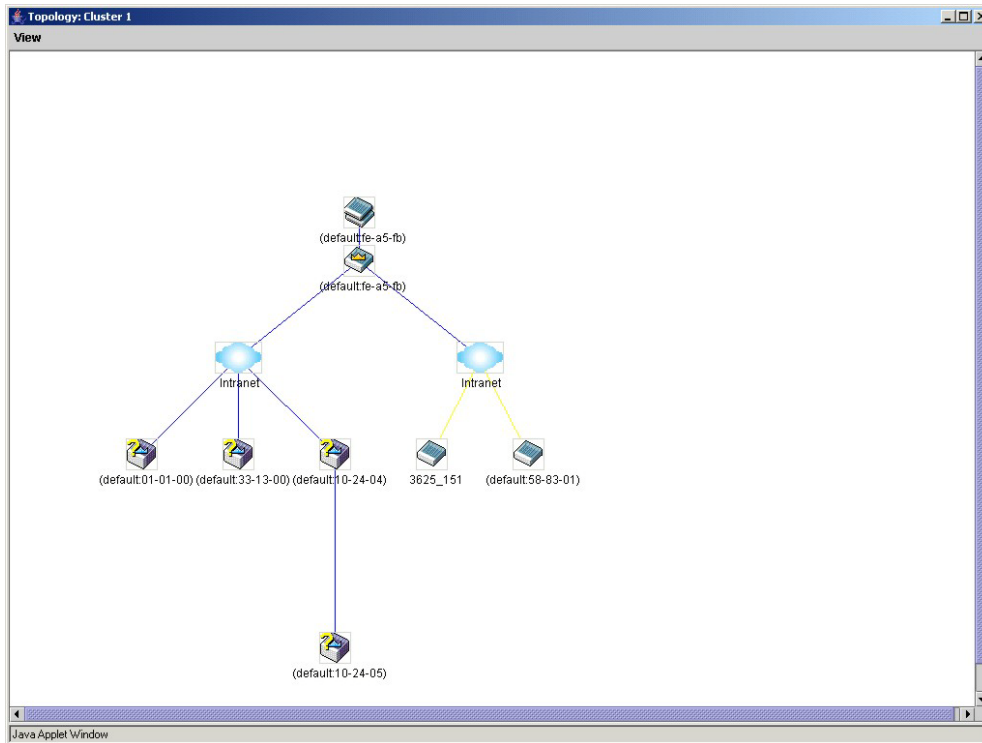 Topology: Cluster 1
View
(default:fe-a5-fb)
(default:fe-a5-fb)
Intranet
Intranet
(default:01-01-00) (default:33-13-00) (default:10-24-04) 3625_151 (default:58-83-01)
(default:10-24-05)
Java Applet Window